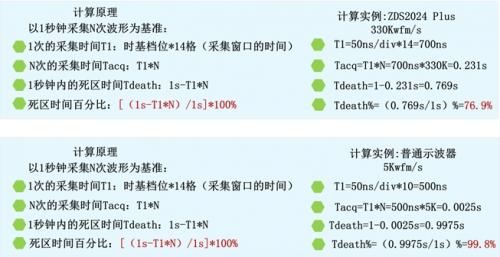 计算原理
以1秒钟采集N次波形为基准:
1次的采集时间T1: 时基档位*14格（采集窗口的时间）
N次的采集时间Tacq: T1*N
1秒钟内的死区时间Tdeath: 1s-T1*N
死区时间百分比: [（1s-T1*N）/1s]*100%
计算实例:ZDS2024 Plus
330Kwfm/s
T1=50ns/div*14=700ns
Tacq=T1*N=700ns*330K=0.231s
Tdeath=1-0.231s=0.769s
Tdeath%=（0.769s/1s）%=76.9%
计算原理
以1秒钟采集N次波形为基准:
1次的采集时间T1: 时基档位*14格（采集窗口的时间）
N次的采集时间Tacq: T1*N
1秒钟内的死区时间Tdeath: 1s-T1*N
死区时间百分比: [（1s-T1*N）/1s]*100%
计算实例:普通示波器
5Kwfm/s
T1=50ns/div*10=500ns
Tacq=T1*N=500ns*5K=0.0025s
Tdeath=1-0.0025s=0.9975s
Tdeath%=（0.9975s/1s）%=99.8%